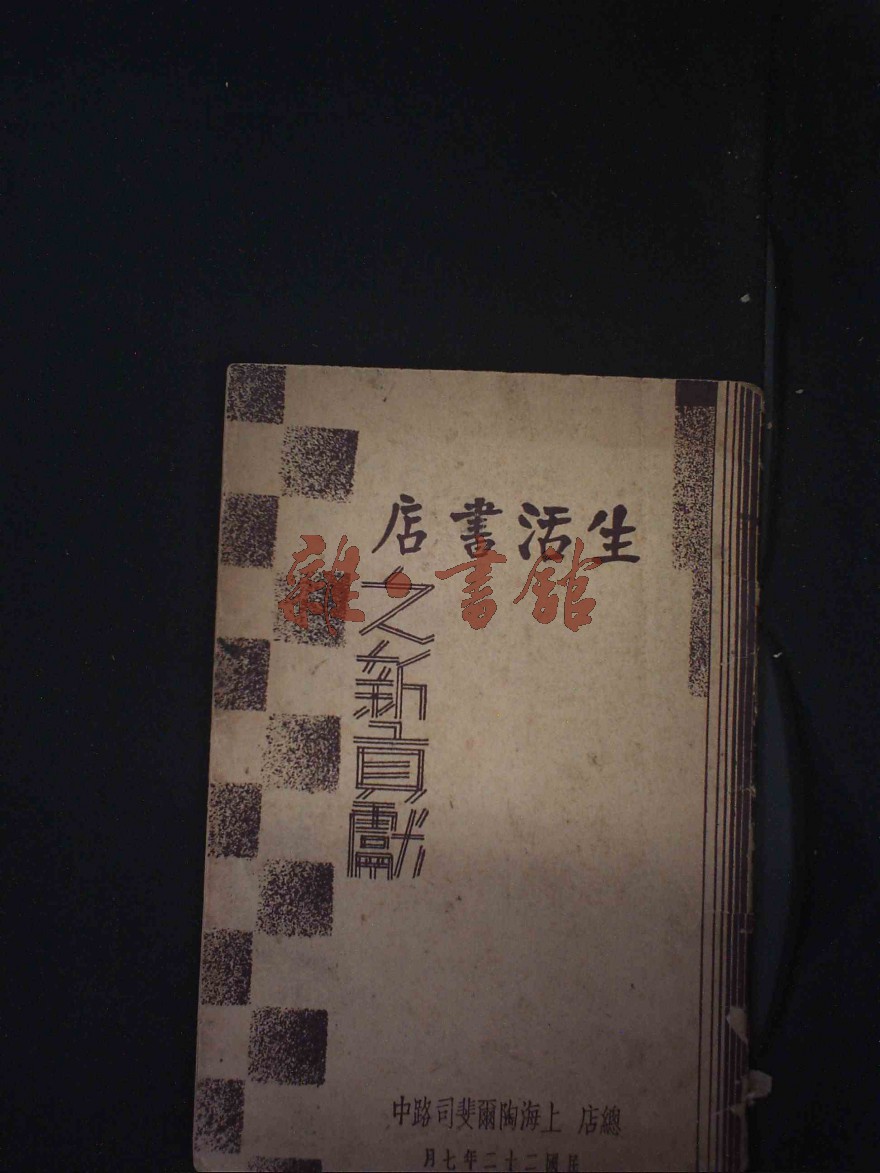 生活書店
之新貢獻
雜·書館
總店 上海陶爾斐司路中
民國二十二年七月